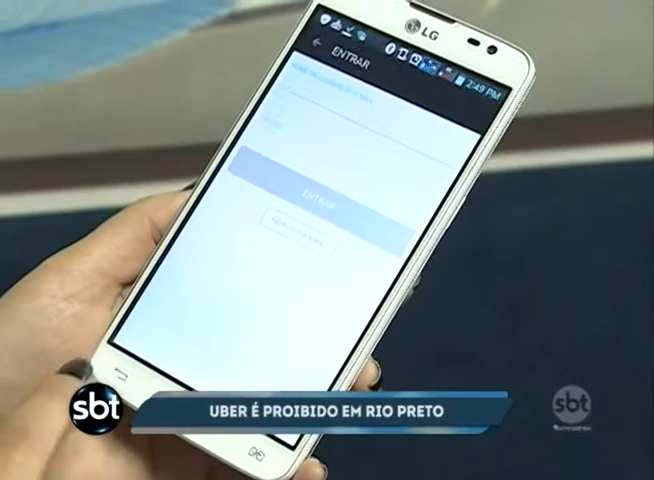 LG
2:49 PM
ENTRAR
ENTRAR
sbt
UBER É PROIBIDO EM RIO PRETO
sbt